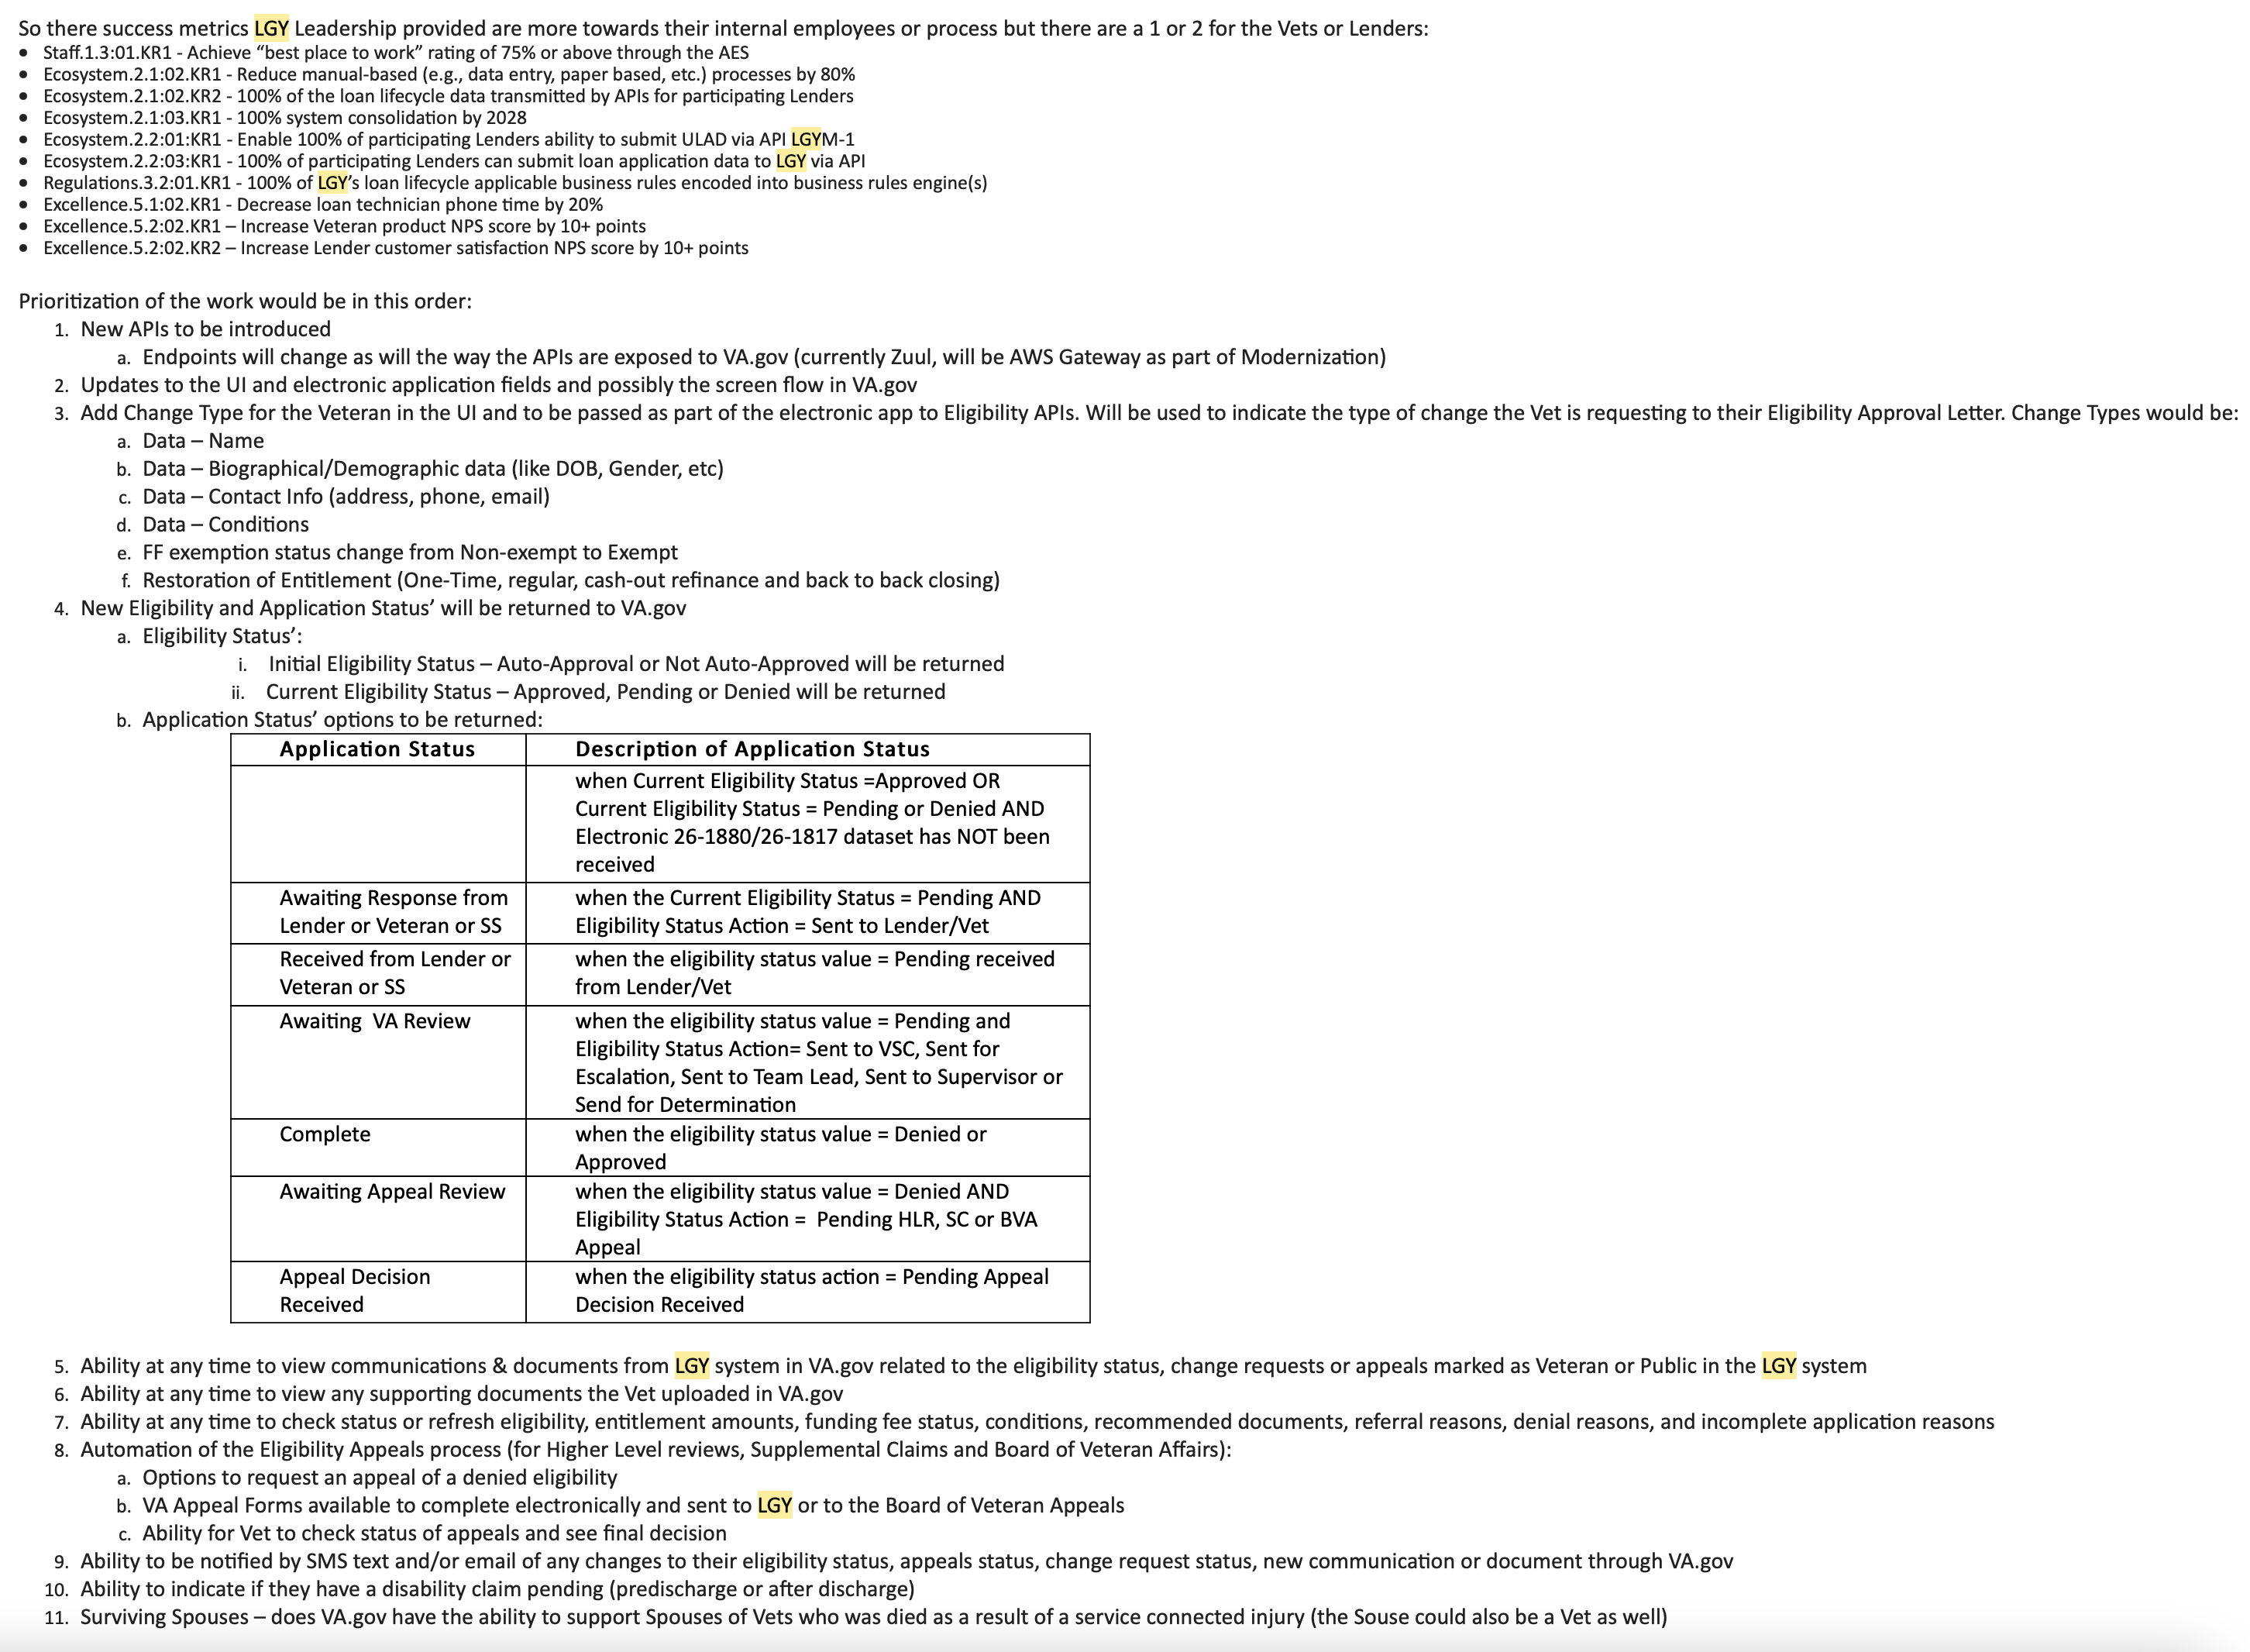 So there success metrics LGY Leadership provided are more towards their internal employees or process but there are a 1 or 2 for the Vets or Lenders:
• Staff.1.3:01.KR1 - Achieve “best place to work” rating of 75% or above through the AES
• Ecosystem.2.1:02.KR1 - Reduce manual-based (e.g., data entry, paper based, etc.) processes by 80%
• Ecosystem.2.1:02.KR2 - 100% of the loan lifecycle data transmitted by APIs for participating Lenders
• Ecosystem.2.1:03.KR1 - 100% system consolidation by 2028
• Ecosystem.2.2:01:KR1 - Enable 100% of participating Lenders ability to submit ULAD via API LGYM-1
• Ecosystem.2.2:03:KR1 - 100% of participating Lenders can submit loan application data to LGY via API
• Regulations.3.2:01.KR1 - 100% of LGY’s loan lifecycle applicable business rules encoded into business rules engine(s)
• Excellence.5.1:02.KR1 - Decrease loan technician phone time by 20%
• Excellence.5.2:02.KR1 – Increase Veteran product NPS score by 10+ points
• Excellence.5.2:02.KR2 – Increase Lender customer satisfaction NPS score by 10+ points
Prioritization of the work would be in this order:
1. New APIs to be introduced
a. Endpoints will change as will the way the APIs are exposed to VA.gov (currently Zuul, will be AWS Gateway as part of Modernization)
2. Updates to the UI and electronic application fields and possibly the screen flow in VA.gov
3. Add Change Type for the Veteran in the UI and to be passed as part of the electronic app to Eligibility APIs. Will be used to indicate the type of change the Vet is requesting to their Eligibility Approval Letter. Change Types would be:
a. Data – Name
b. Data – Biographical/Demographic data (like DOB, Gender, etc)
c. Data – Contact Info (address, phone, email)
d. Data – Conditions
e. FF exemption status change from Non-exempt to Exempt
f. Restoration of Entitlement (One-Time, regular, cash-out refinance and back to back closing)
4. New Eligibility and Application Status’ will be returned to VA.gov
a. Eligibility Status’:
i. Initial Eligibility Status – Auto-Approval or Not Auto-Approved will be returned
ii. Current Eligibility Status – Approved, Pending or Denied will be returned
b. Application Status’ options to be returned:
Application Status
Description of Application Status
when Current Eligibility Status =Approved OR
Current Eligibility Status = Pending or Denied AND
Electronic 26-1880/26-1817 dataset has NOT been
received
Awaiting Response from
Lender or Veteran or SS
when the Current Eligibility Status = Pending AND
Eligibility Status Action = Sent to Lender/Vet
Received from Lender or
Veteran or SS
when the eligibility status value = Pending received
from Lender/Vet
Awaiting VA Review
when the eligibility status value = Pending and
Eligibility Status Action= Sent to VSC, Sent for
Escalation, Sent to Team Lead, Sent to Supervisor or
Send for Determination
Complete
when the eligibility status value = Denied or
Approved
Awaiting Appeal Review
when the eligibility status value = Denied AND
Eligibility Status Action = Pending HLR, SC or BVA
Appeal
Appeal Decision
Received
when the eligibility status action = Pending Appeal
Decision Received
5. Ability at any time to view communications & documents from LGY system in VA.gov related to the eligibility status, change requests or appeals marked as Veteran or Public in the LGY system
6. Ability at any time to view any supporting documents the Vet uploaded in VA.gov
7. Ability at any time to check status or refresh eligibility, entitlement amounts, funding fee status, conditions, recommended documents, referral reasons, denial reasons, and incomplete application reasons
8. Automation of the Eligibility Appeals process (for Higher Level reviews, Supplemental Claims and Board of Veteran Affairs):
a. Options to request an appeal of a denied eligibility
b. VA Appeal Forms available to complete electronically and sent to LGY or to the Board of Veteran Appeals
c. Ability for Vet to check status of appeals and see final decision
9. Ability to be notified by SMS text and/or email of any changes to their eligibility status, appeals status, change request status, new communication or document through VA.gov
10. Ability to indicate if they have a disability claim pending (predischarge or after discharge)
11. Surviving Spouses – does VA.gov have the ability to support Spouses of Vets who was died as a result of a service connected injury (the Souse could also be a Vet as well)